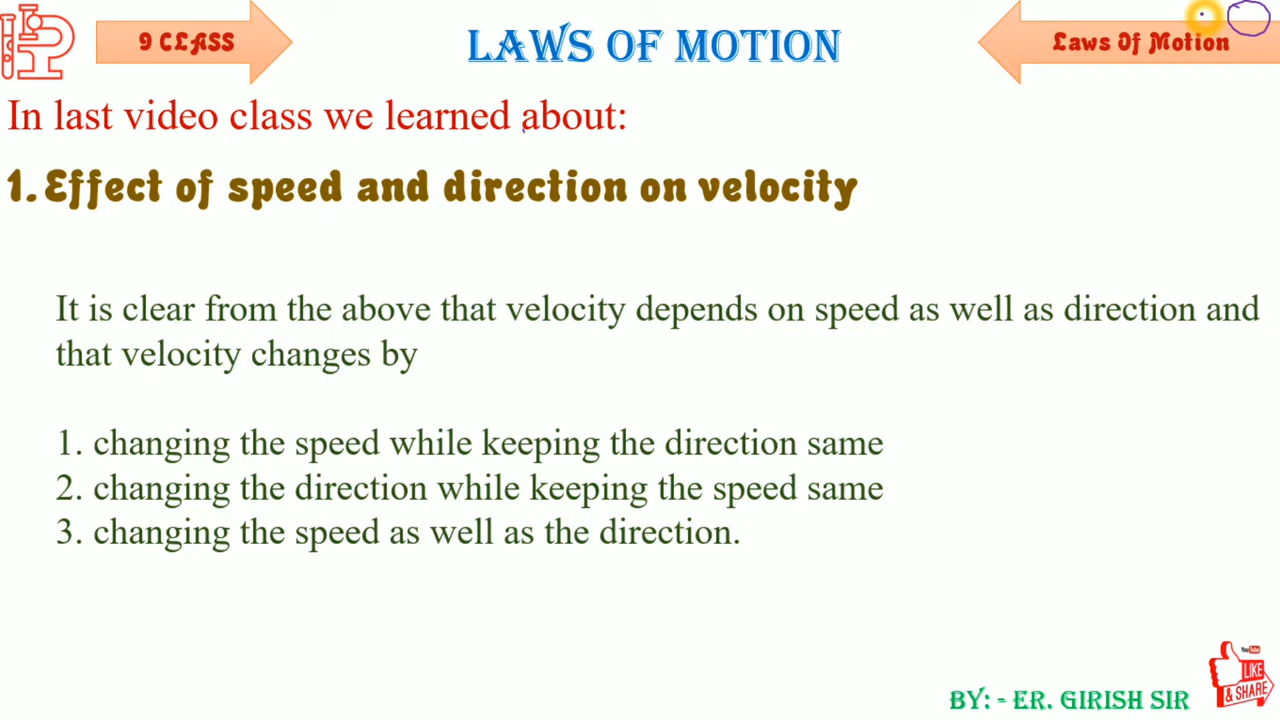 9 CLASS
LAWS OF MOTION
Laws Of Motion
In last video class we learned about:
1. Effect of speed and direction on velocity
It is clear from the above that velocity depends on speed as well as direction and
that velocity changes by
1. changing the speed while keeping the direction same
2. changing the direction while keeping the speed same
3. changing the speed as well as the direction.
BY: - ER. GIRISH SIR
YouTube
LIKE
& SHARE